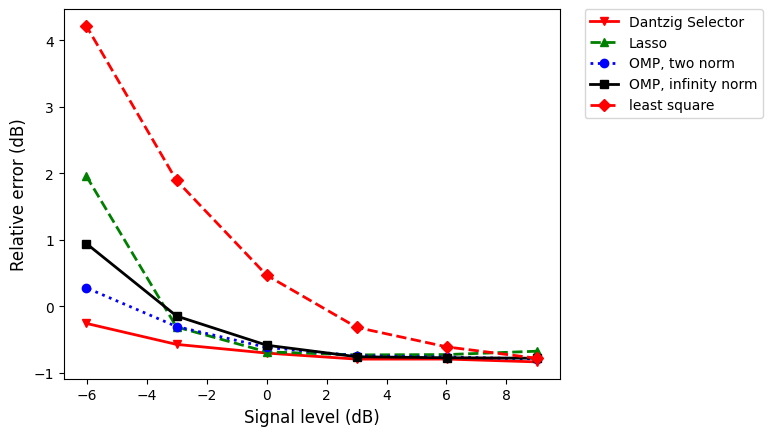 Dantzig Selector
Lasso
OMP, two norm
OMP, infinity norm
least square
Relative error (dB)
4
3
2
1
0
−1
−6
−4
−2
0
2
4
6
8
Signal level (dB)